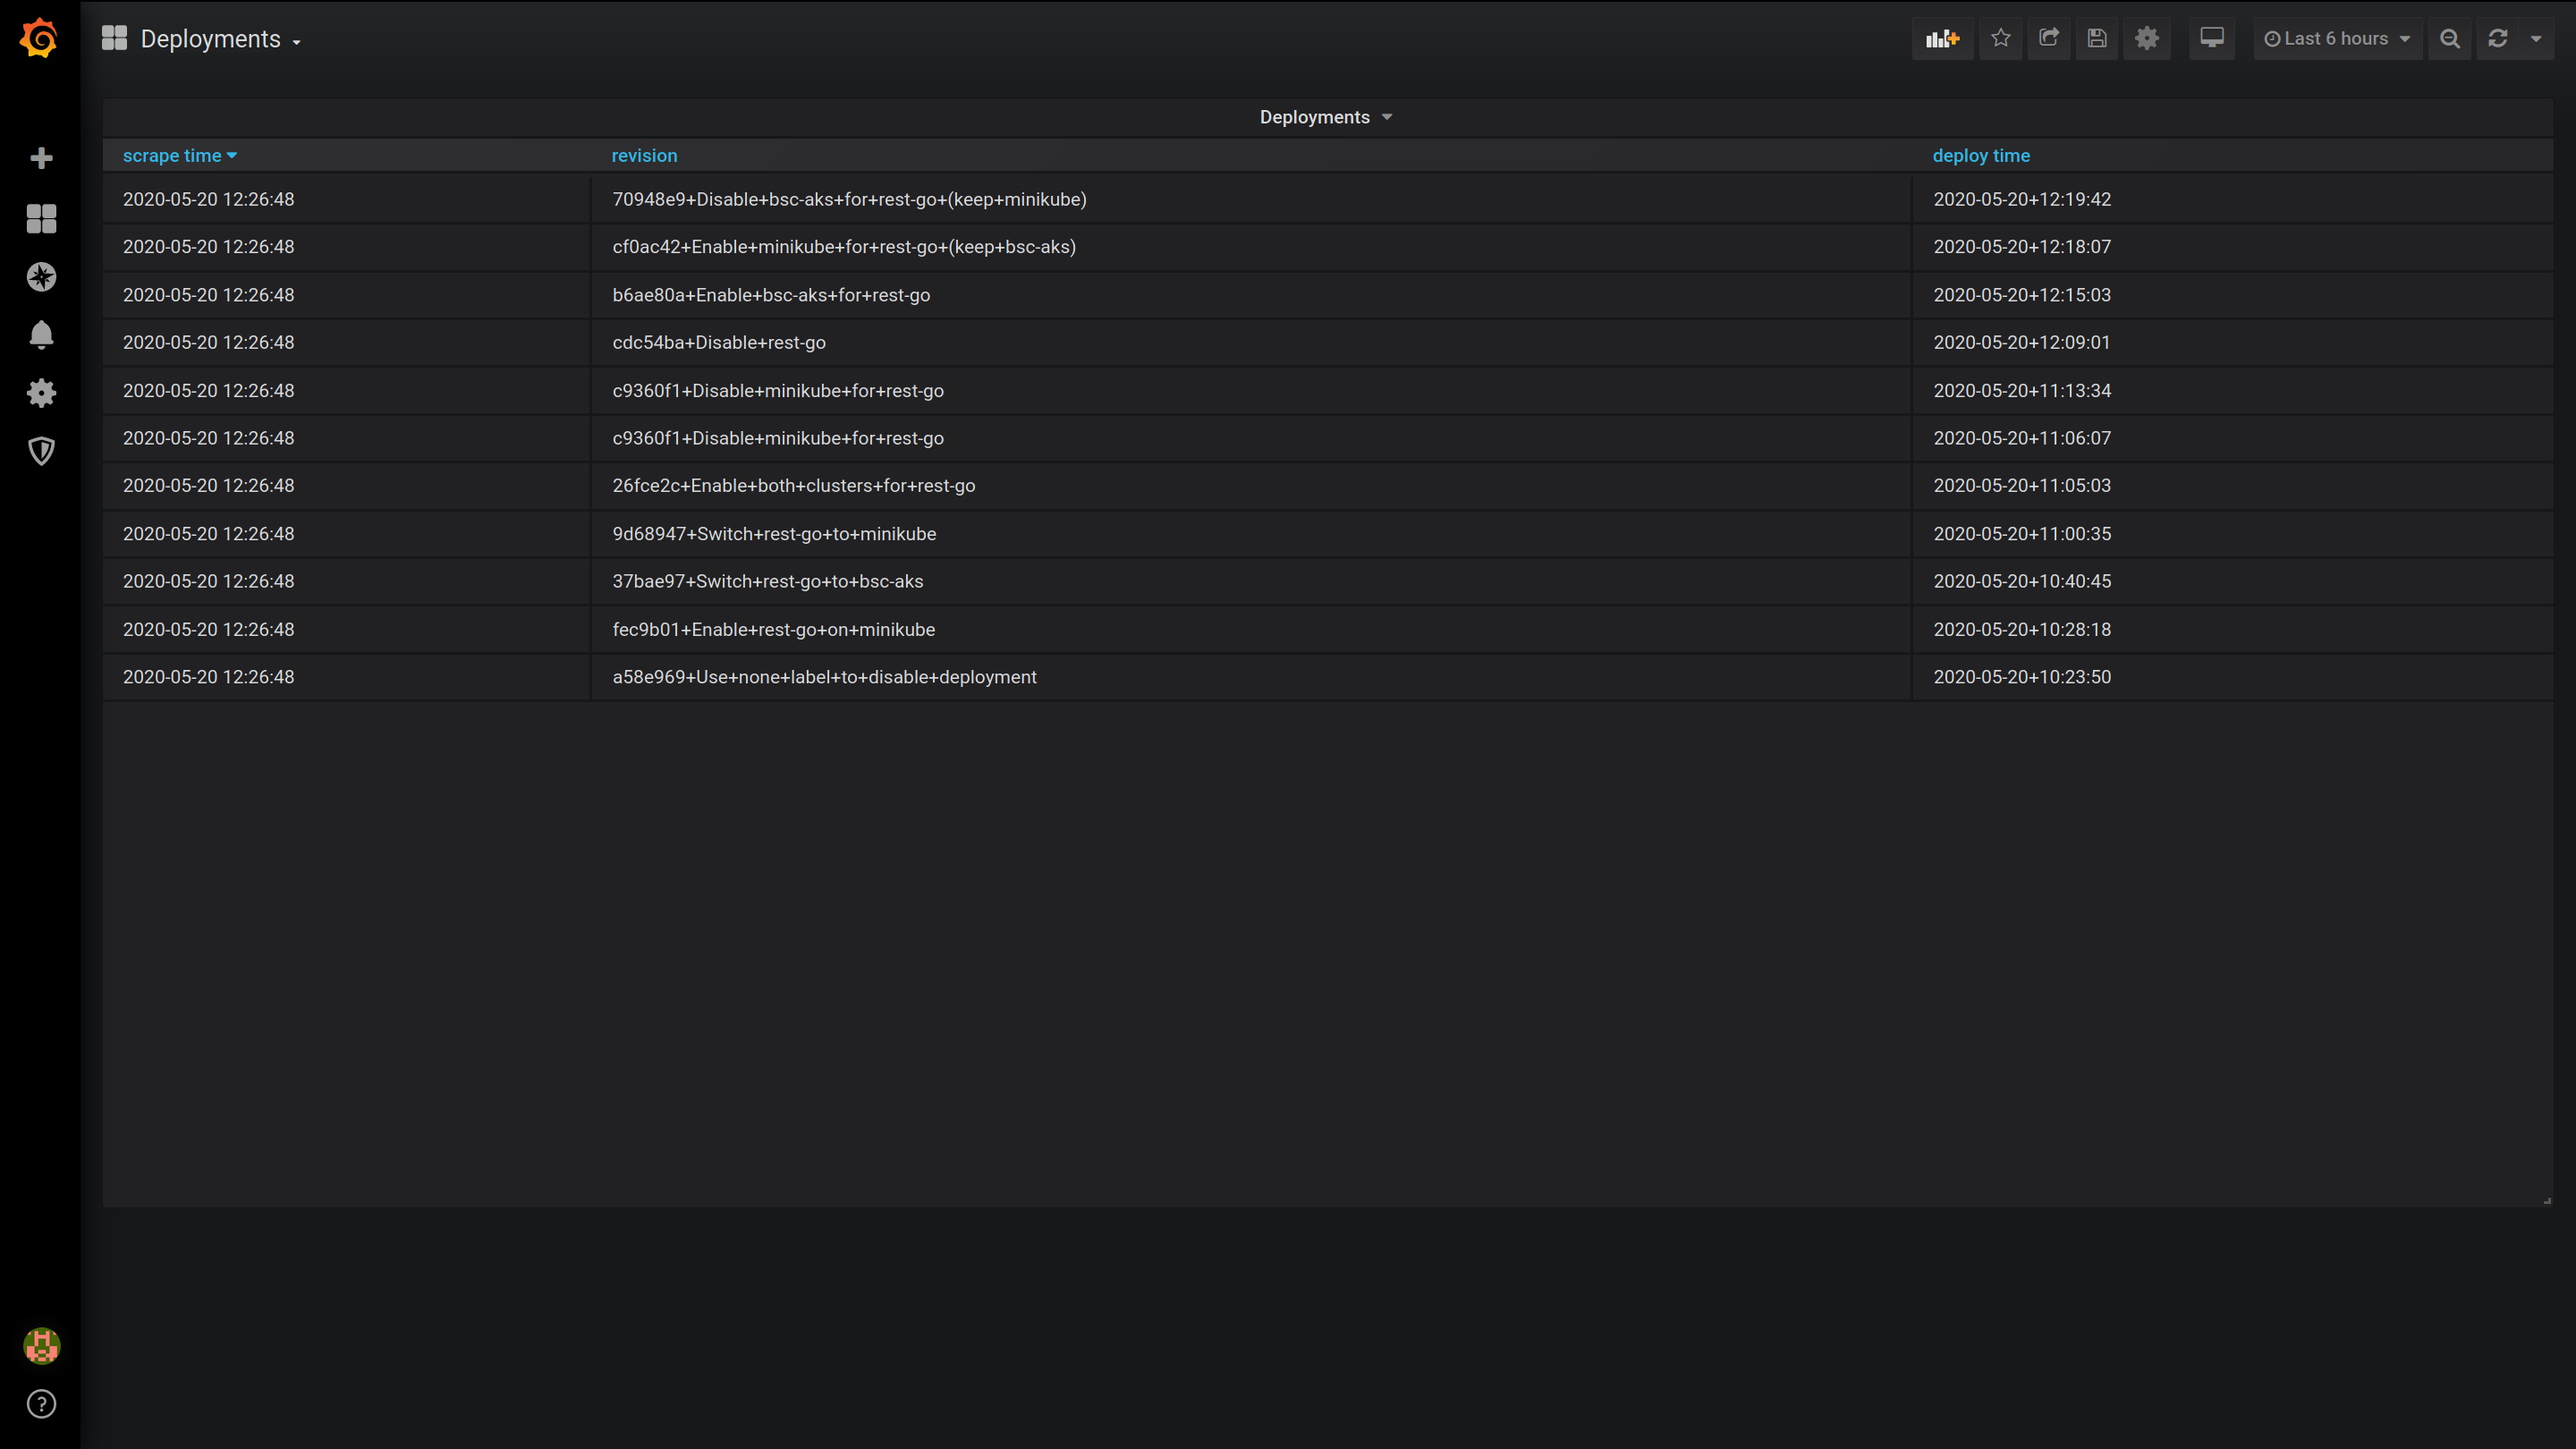 Deployments
Last 6 hours
Deployments
scrape time revision deploy time
2020-05-20 12:26:48 70948e9+Disable+bsc-aks+for+rest-go+(keep+minikube) 2020-05-20+12:19:42
2020-05-20 12:26:48 cf0ac42+Enable+minikube+for+rest-go+(keep+bsc-aks) 2020-05-20+12:18:07
2020-05-20 12:26:48 b6ae80a+Enable+bsc-aks+for+rest-go 2020-05-20+12:15:03
2020-05-20 12:26:48 cdc54ba+Disable+rest-go 2020-05-20+12:09:01
2020-05-20 12:26:48 c9360f1+Disable+minikube+for+rest-go 2020-05-20+11:13:34
2020-05-20 12:26:48 c9360f1+Disable+minikube+for+rest-go 2020-05-20+11:06:07
2020-05-20 12:26:48 26fce2c+Enable+both+clusters+for+rest-go 2020-05-20+11:05:03
2020-05-20 12:26:48 9d68947+Switch+rest-go+to+minikube 2020-05-20+11:00:35
2020-05-20 12:26:48 37bae97+Switch+rest-go+to+bsc-aks 2020-05-20+10:40:45
2020-05-20 12:26:48 fec9b01+Enable+rest-go+on+minikube 2020-05-20+10:28:18
2020-05-20 12:26:48 a58e969+Use+none+label+to+disable+deployment 2020-05-20+10:23:50